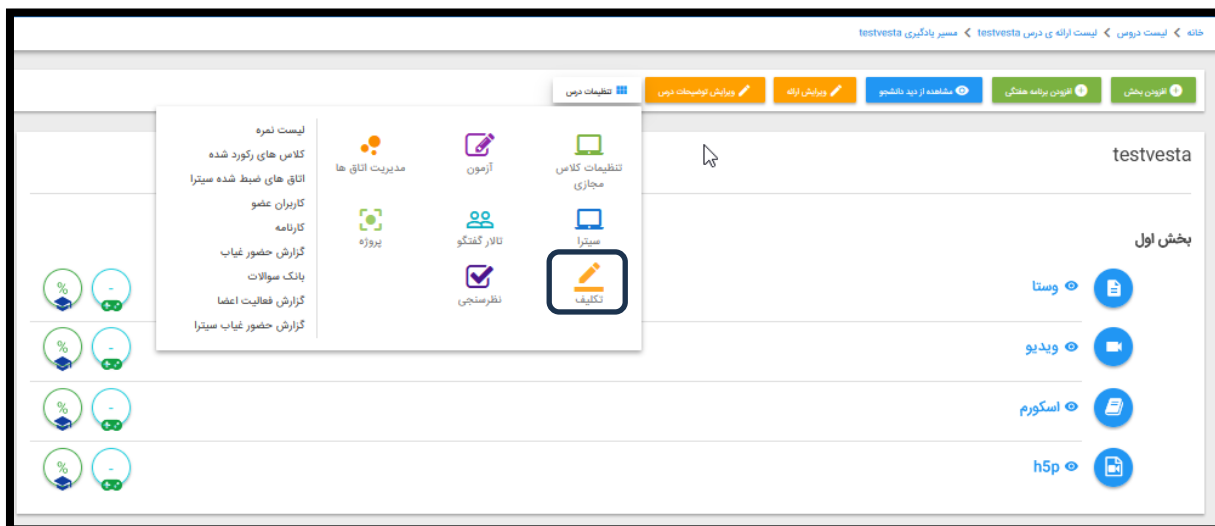 خانه ❯ لیست دروس ❯ لیست ارائه ی درس testvesta ❯ مسیر یادگیری testvesta
افزودن بخش
افزودن برنامه هفتگی
مشاهده از دید دانشجو
ویرایش ارائه
ویرایش توضیحات درس
تنظیمات درس
تنظیمات کلاس
مجازی
آزمون
مدیریت اتاق ها
سیترا
تالار گفتگو
پروژه
تکلیف
نظرسنجی
لیست نمره
کلاس های رکورد شده
اتاق های ضبط شده سیترا
کاربران عضو
کارنامه
گزارش حضور غیاب
بانک سوالات
گزارش فعالیت اعضا
گزارش حضور غیاب سیترا
testvesta
بخش اول
وستا
- %
ویدیو
- %
اسکورم
- %
h5p
- %